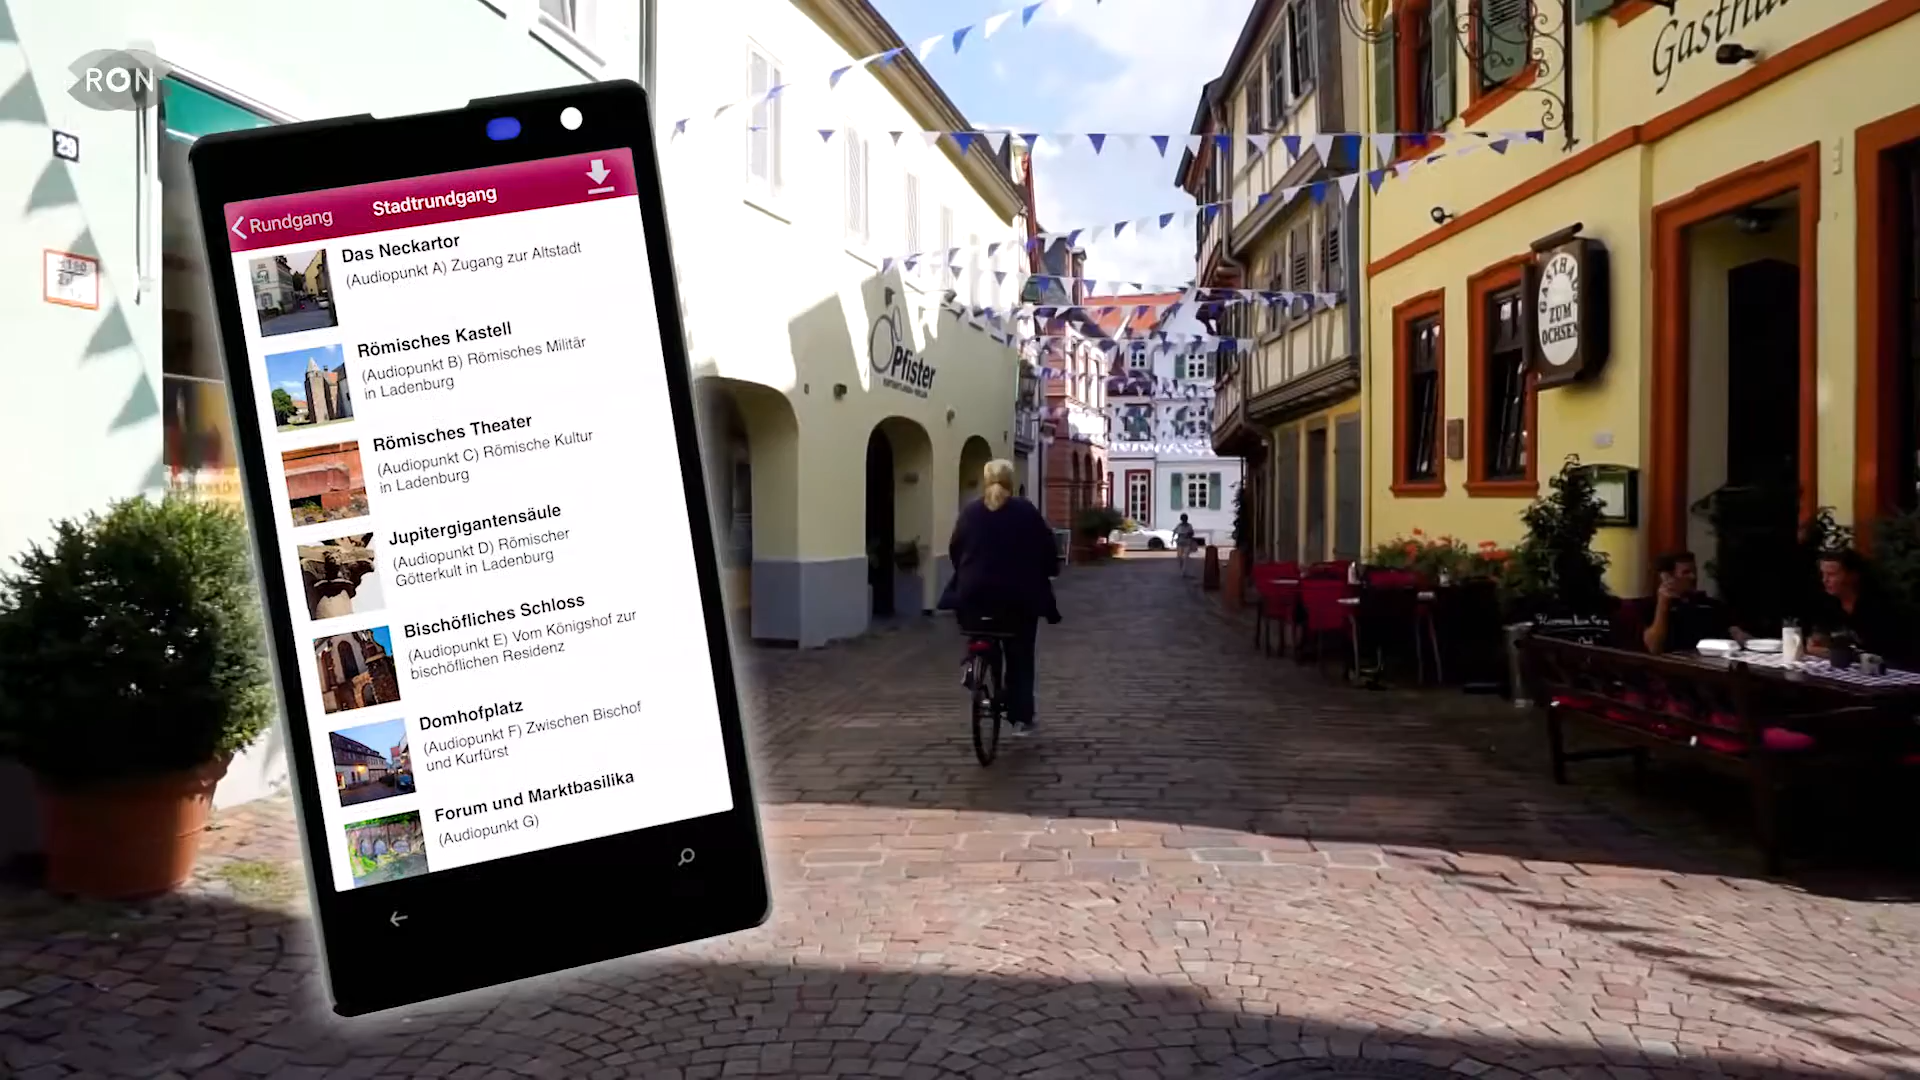 RON
29
Rundgang
Stadtrundgang
Das Neckartor
(Audiopunkt A) Zugang zur Altstadt
Römisches Kastell
(Audiopunkt B) Römisches Militär
in Ladenburg
Römisches Theater
(Audiopunkt C) Römische Kultur
in Ladenburg
Jupitergigantensäule
(Audiopunkt D) Römischer
Götterkult in Ladenburg
Bischöfliches Schloss
(Audiopunkt E) Vom Königshof zur
bischöflichen Residenz
Domhofplatz
(Audiopunkt F) Zwischen Bischof
und Kurfürst
Forum und Marktbasilika
(Audiopunkt G)
Pfister
GASTHAUS
ZUM
OCHSEN